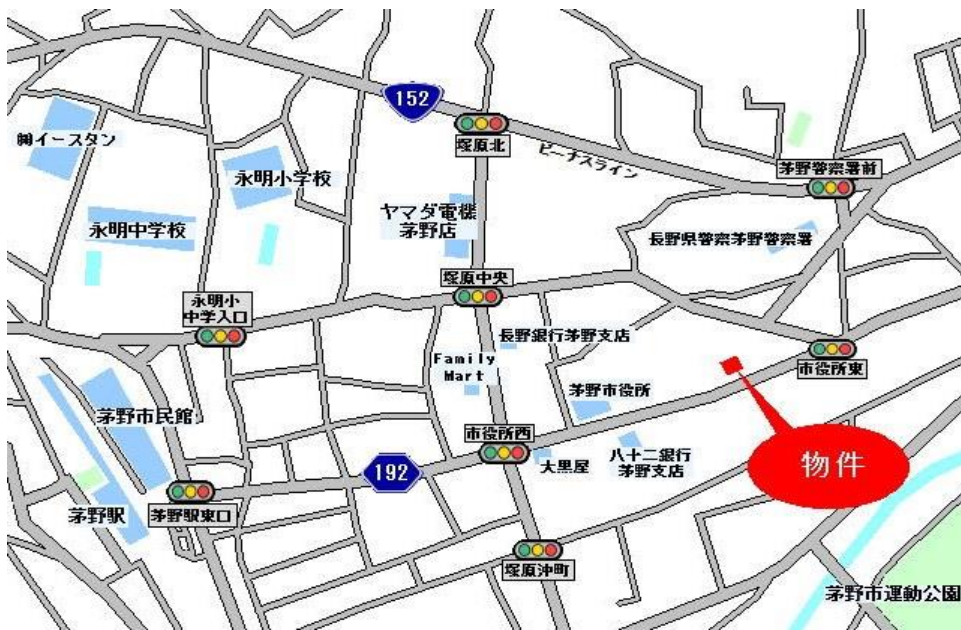 152
塚原北
ビーナスライン
茅野警察署前
㈱イースタン
永明小学校
ヤマダ電機
茅野店
永明中学校
長野県警察茅野警察署
塚原中央
永明小
中学入口
長野銀行茅野支店
Family
Mart
市役所東
茅野市役所
茅野市民館
市役所西
大黒屋
八十二銀行
茅野支店
物件
192
茅野駅
茅野駅東口
塚原沖町
茅野市運動公園